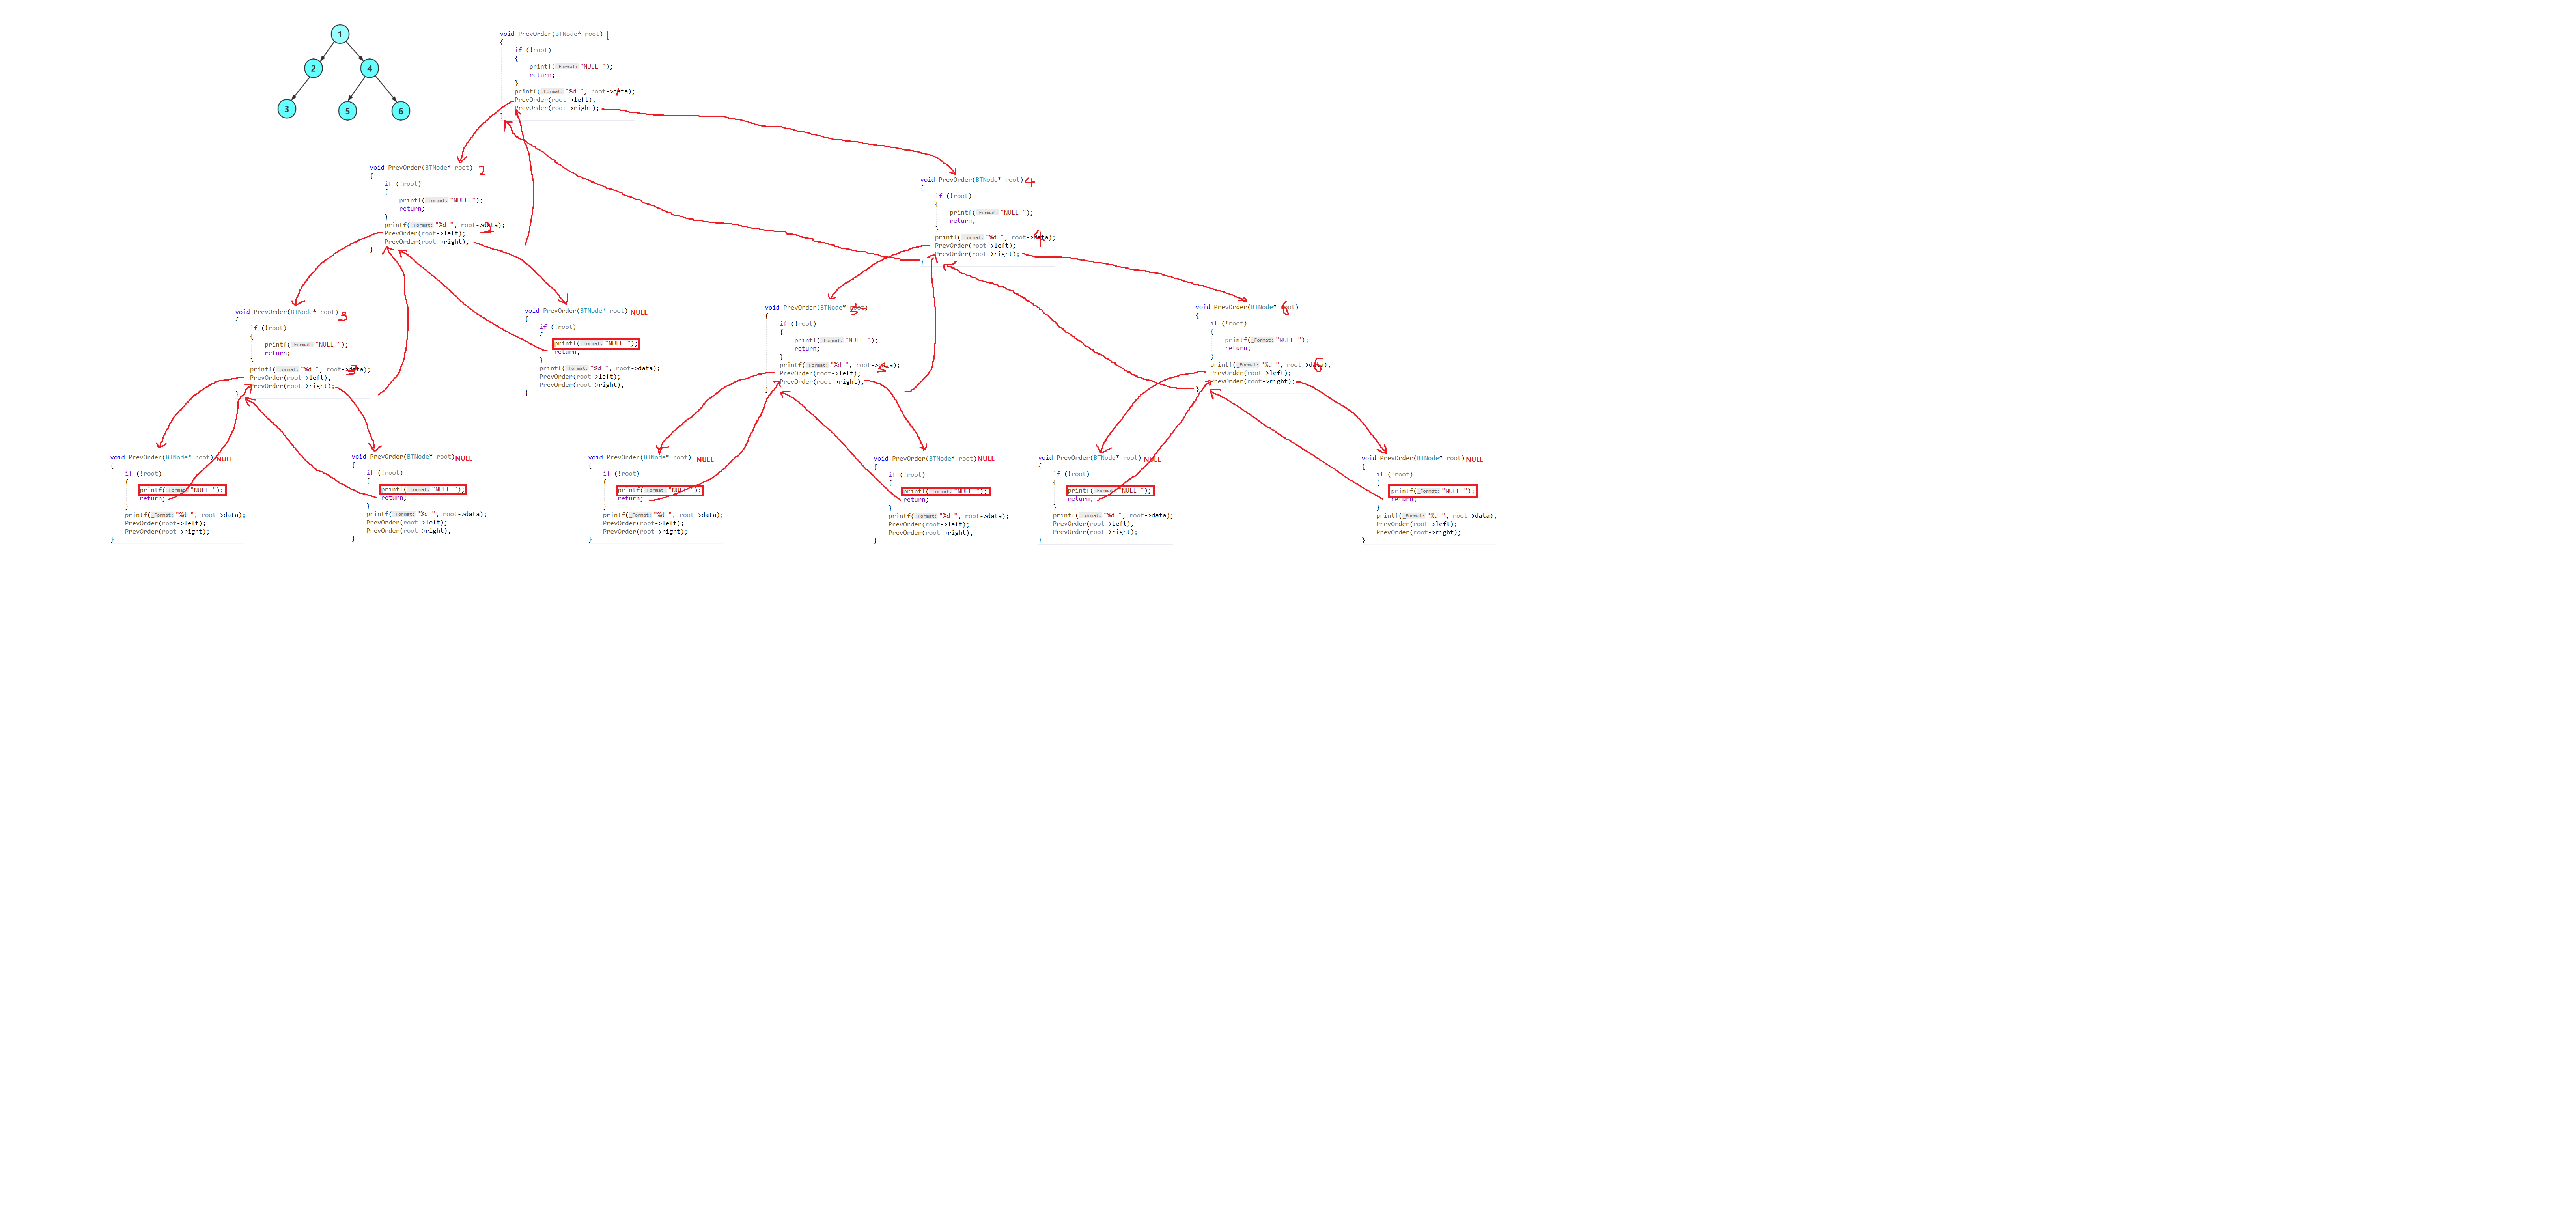 1
2
4
3
5
6
void PrevOrder(BTNode* root) 1
{
if (!root)
{
printf(_Format: "NULL ");
return;
}
printf(_Format: "%d ", root->data); 1
PrevOrder(root->left);
PrevOrder(root->right);
}
void PrevOrder(BTNode* root) 2
{
if (!root)
{
printf(_Format: "NULL ");
return;
}
printf(_Format: "%d ", root->data); 2
PrevOrder(root->left);
PrevOrder(root->right);
}
void PrevOrder(BTNode* root) 4
{
if (!root)
{
printf(_Format: "NULL ");
return;
}
printf(_Format: "%d ", root->data); 4
PrevOrder(root->left);
PrevOrder(root->right);
}
void PrevOrder(BTNode* root) 3
{
if (!root)
{
printf(_Format: "NULL ");
return;
}
printf(_Format: "%d ", root->data); 3
PrevOrder(root->left);
PrevOrder(root->right);
}
void PrevOrder(BTNode* root) NULL
{
if (!root)
{
printf(_Format: "NULL ");
return;
}
printf(_Format: "%d ", root->data);
PrevOrder(root->left);
PrevOrder(root->right);
}
void PrevOrder(BTNode* root) 5
{
if (!root)
{
printf(_Format: "NULL ");
return;
}
printf(_Format: "%d ", root->data); 5
PrevOrder(root->left);
PrevOrder(root->right);
}
void PrevOrder(BTNode* root) 6
{
if (!root)
{
printf(_Format: "NULL ");
return;
}
printf(_Format: "%d ", root->data); 6
PrevOrder(root->left);
PrevOrder(root->right);
}
void PrevOrder(BTNode* root) NULL
{
if (!root)
{
printf(_Format: "NULL ");
return;
}
printf(_Format: "%d ", root->data);
PrevOrder(root->left);
PrevOrder(root->right);
}
void PrevOrder(BTNode* root) NULL
{
if (!root)
{
printf(_Format: "NULL ");
return;
}
printf(_Format: "%d ", root->data);
PrevOrder(root->left);
PrevOrder(root->right);
}
void PrevOrder(BTNode* root) NULL
{
if (!root)
{
printf(_Format: "NULL ");
return;
}
printf(_Format: "%d ", root->data);
PrevOrder(root->left);
PrevOrder(root->right);
}
void PrevOrder(BTNode* root) NULL
{
if (!root)
{
printf(_Format: "NULL ");
return;
}
printf(_Format: "%d ", root->data);
PrevOrder(root->left);
PrevOrder(root->right);
}
void PrevOrder(BTNode* root) NULL
{
if (!root)
{
printf(_Format: "NULL ");
return;
}
printf(_Format: "%d ", root->data);
PrevOrder(root->left);
PrevOrder(root->right);
}
void PrevOrder(BTNode* root) NULL
{
if (!root)
{
printf(_Format: "NULL ");
return;
}
printf(_Format: "%d ", root->data);
PrevOrder(root->left);
PrevOrder(root->right);
}